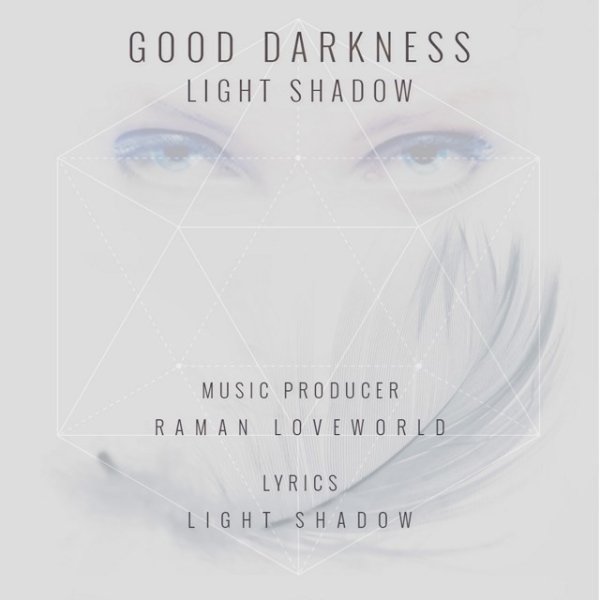 GOOD DARKNESS
LIGHT SHADOW
MUSIC PRODUCER
RAMAN LOVEWORLD
LYRICS
LIGHT SHADOW